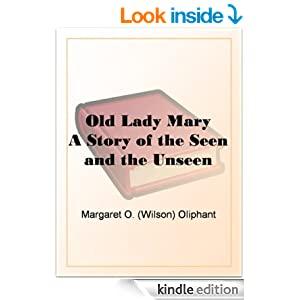 Look inside
Old Lady Mary
A Story of the Seen
and the Unseen
Margaret O. (Wilson) Oliphant
kindle edition